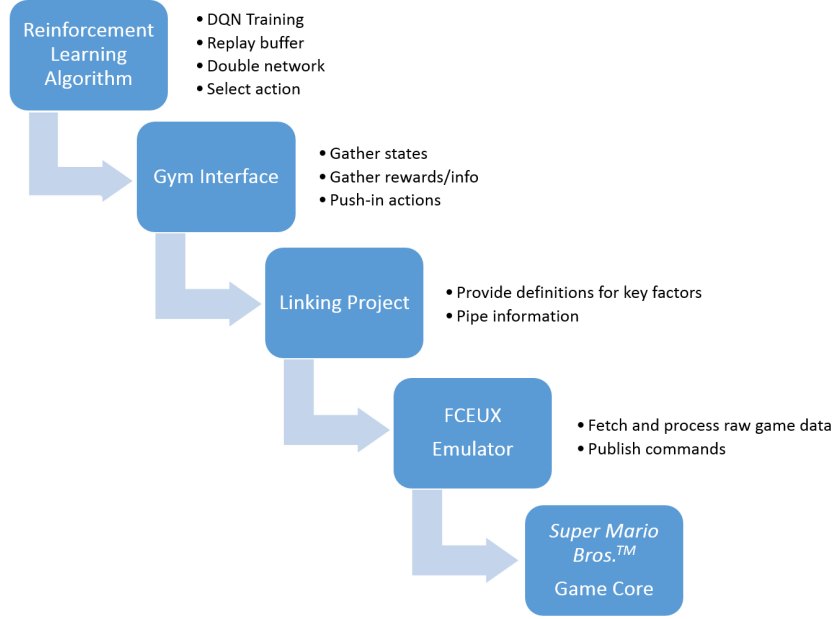 Reinforcement
Learning
Algorithm
• DQN Training
• Replay buffer
• Double network
• Select action
Gym Interface
• Gather states
• Gather rewards/info
• Push-in actions
Linking Project
• Provide definitions for key factors
• Pipe information
FCEUX
Emulator
• Fetch and process raw game data
• Publish commands
Super Mario
Bros.™
Game Core